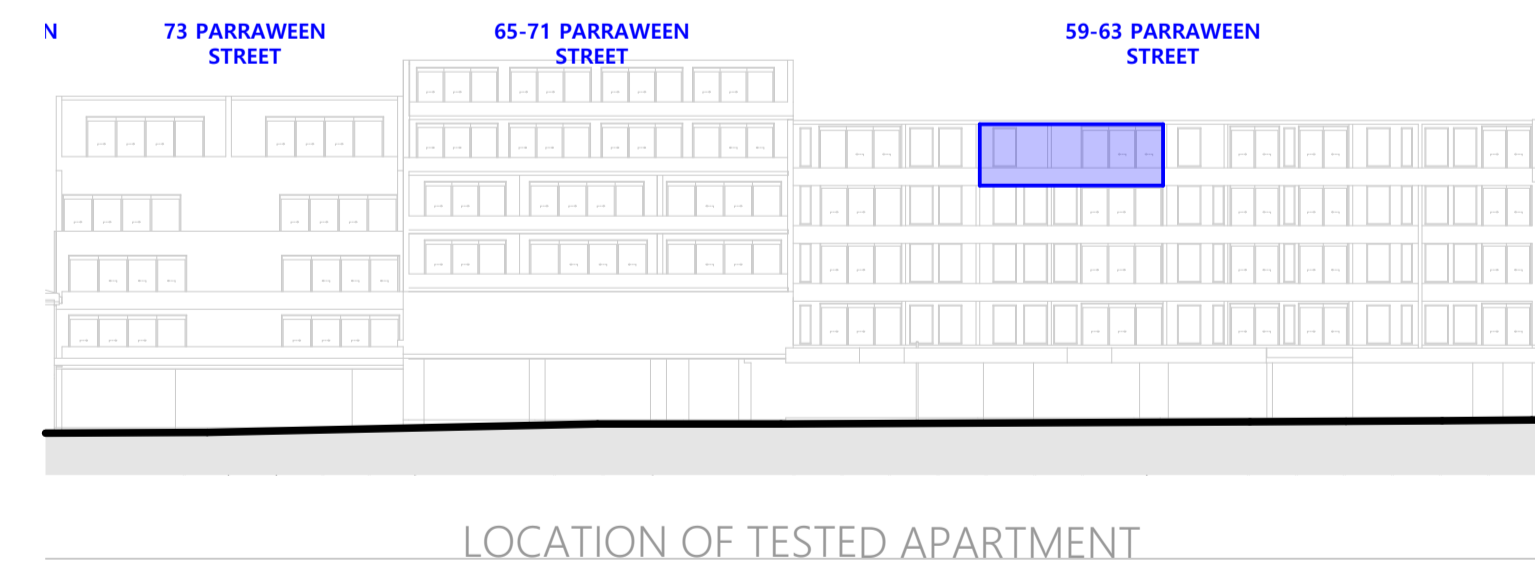 N
73 PARRAWEEN
STREET
65-71 PARRAWEEN
STREET
59-63 PARRAWEEN
STREET
LOCATION OF TESTED APARTMENT